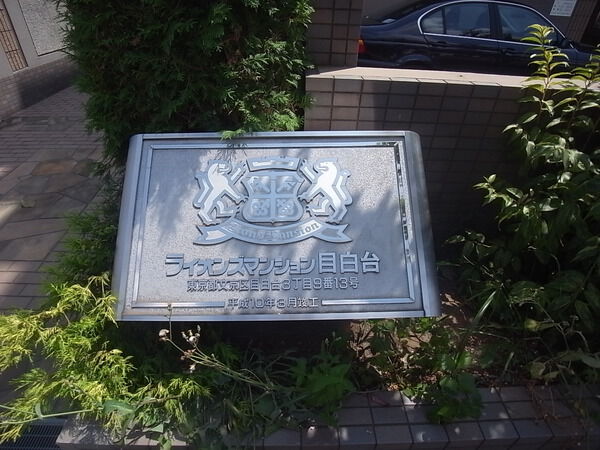 Lions Mansion
ライオンズマンション目白台
東京都文京区目白台3丁目9番13号
平成10年3月竣工